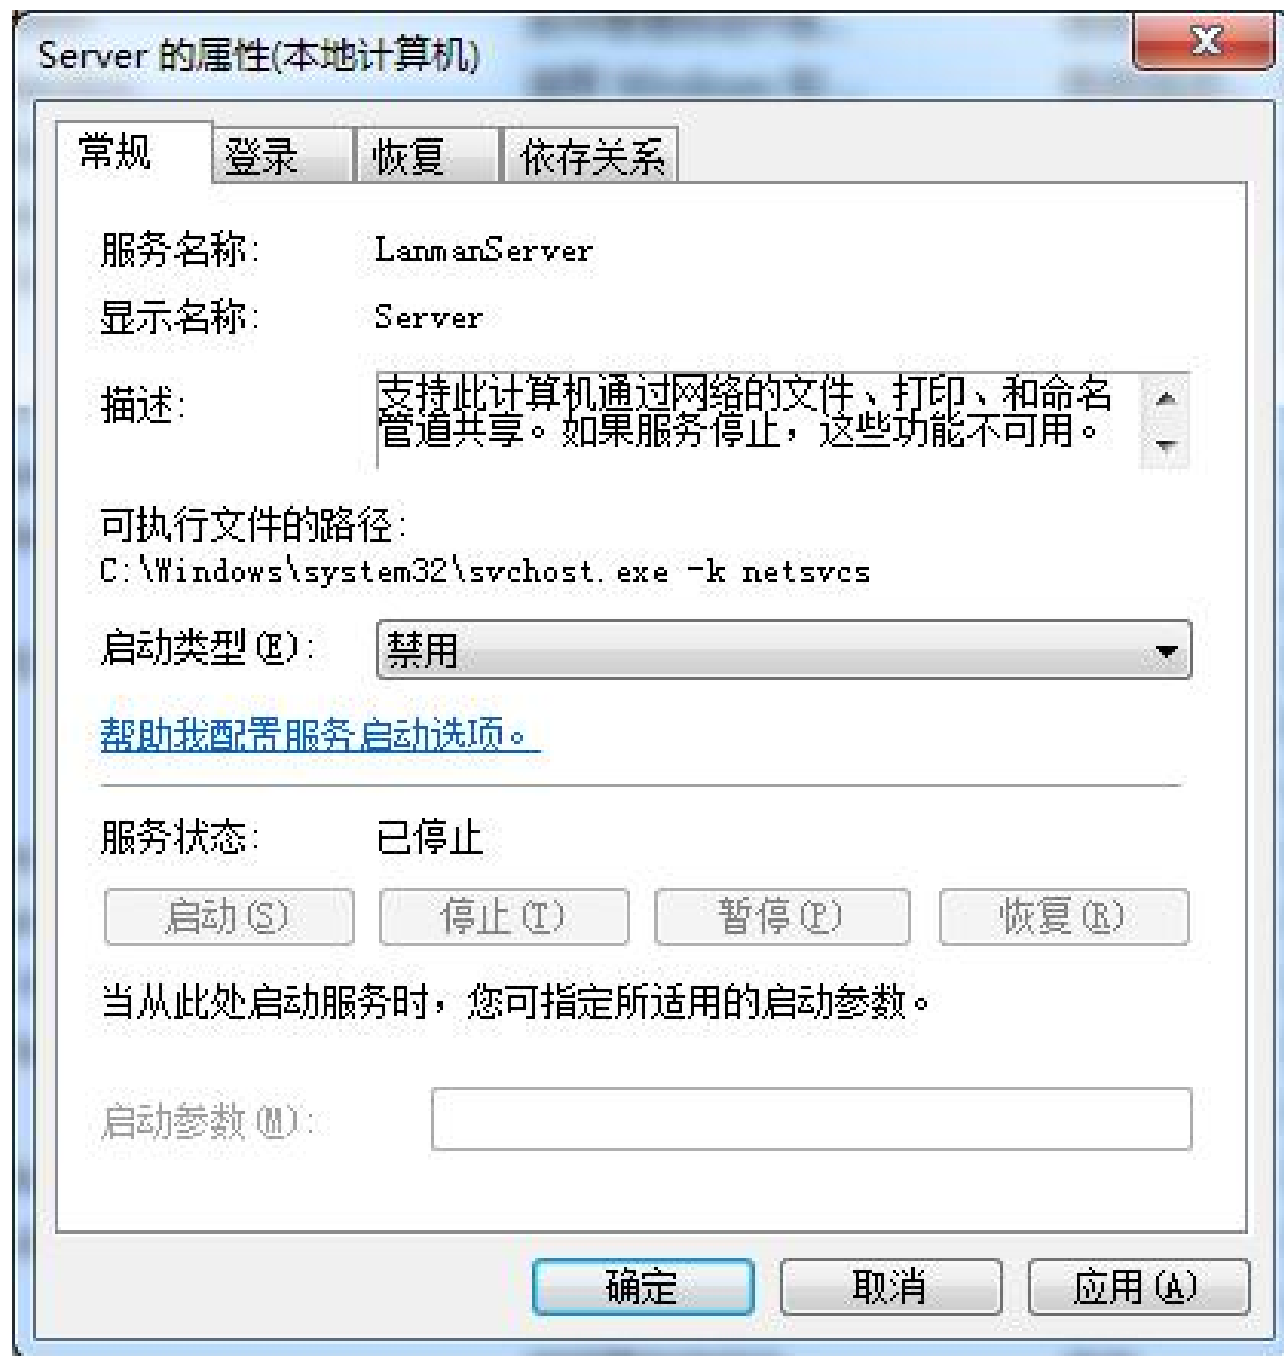 Server 的属性(本地计算机)
常规 登录 恢复 依存关系
服务名称: LanmanServer
显示名称: Server
描述: 支持此计算机通过网络的文件、打印、和命名
管道共享。如果服务停止，这些功能不可用。
可执行文件的路径:
C:\Windows\system32\svchost.exe -k netsvcs
启动类型(E): 禁用
帮助我配置服务启动选项。
服务状态: 已停止
启动(S) 停止(T) 暂停(P) 恢复(R)
当从此处启动服务时，您可指定所适用的启动参数。
启动参数(M):
确定 取消 应用(A)